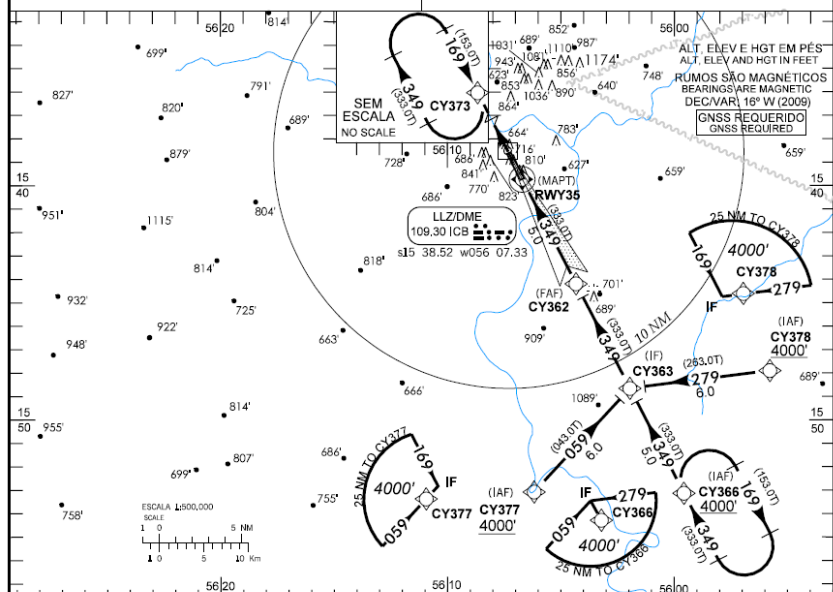 56 20
56 00
814'
852'
699'
689'
987'
1031'
1081'
1110'
ALT, ELEV E HGT EM PÉS
ALT, ELEV AND HGT IN FEET
(153.0T)
169
943'
856'
1174'
748'
RUMOS SÃO MAGNÉTICOS
BEARINGS ARE MAGNETIC
827'
791'
CY373
623'
853'
1036'
890'
640'
DEC/VAR: 16° W (2009)
864'
GNSS REQUERIDO
GNSS REQUIRED
820'
SEM
ESCALA
NO SCALE
349
(333.0T)
689'
664'
783'
879'
728'
56 10
686'
716'
810'
627'
659'
659'
841'
770'
15
40
686'
823'
(MAPT)
RWY35
15
40
951'
804'
LLZ/DME
109,30 ICB
s15 38.52 w056 07.33
349
(333.0T)
5.0
25 NM TO CY378
1115'
4000'
169
CY378
279
IF
814'
818'
932'
725'
(FAF)
CY362
701'
689'
922'
663'
909'
349
(333.0T)
10 NM
948'
(IF)
CY363
(IAF)
CY378
4000'
(263.0T)
279
6.0
689'
666'
1089'
15
50
814'
15
50
955'
(043.0T)
059
6.0
(333.0T)
349
5.0
25 NM TO CY377
169
IF
4000'
059
CY377
686'
807'
699'
(IAF)
CY377
4000'
IF
279
059
CY366
4000'
25 NM TO CY366
(IAF)
CY366
4000'
(153.0T)
169
349
(333.0T)
758'
755'
ESCALA 1:500,000
SCALE
1 0 5 NM
1 0 5 10 Km
56 20
56 10
56 00